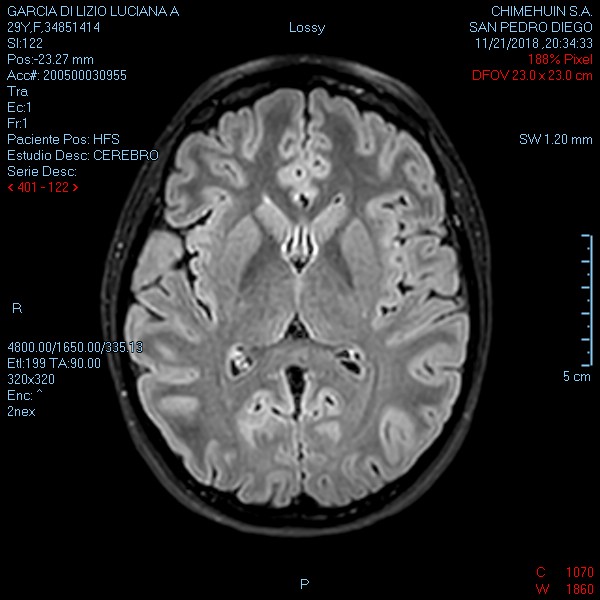 GARCIA DI LIZIO LUCIANA A
29Y,F,34851414
Sl:122
Pos:-23.27 mm
Acc#: 200500030955
Tra
Ec:1
Fr:1
Paciente Pos: HFS
Estudio Desc: CEREBRO
Serie Desc:
< 401 - 122 >
Lossy
CHIMEHUIN S.A.
SAN PEDRO DIEGO
11/21/2018 ,20:34:33
188% Pixel
DFOV 23.0 x 23.0 cm
SW 1.20 mm
R
4800.00/1650.00/335.13
Etl:199 TA:90.00
320x320
Enc: ^
2nex
5 cm
P
C 1070
W 1860